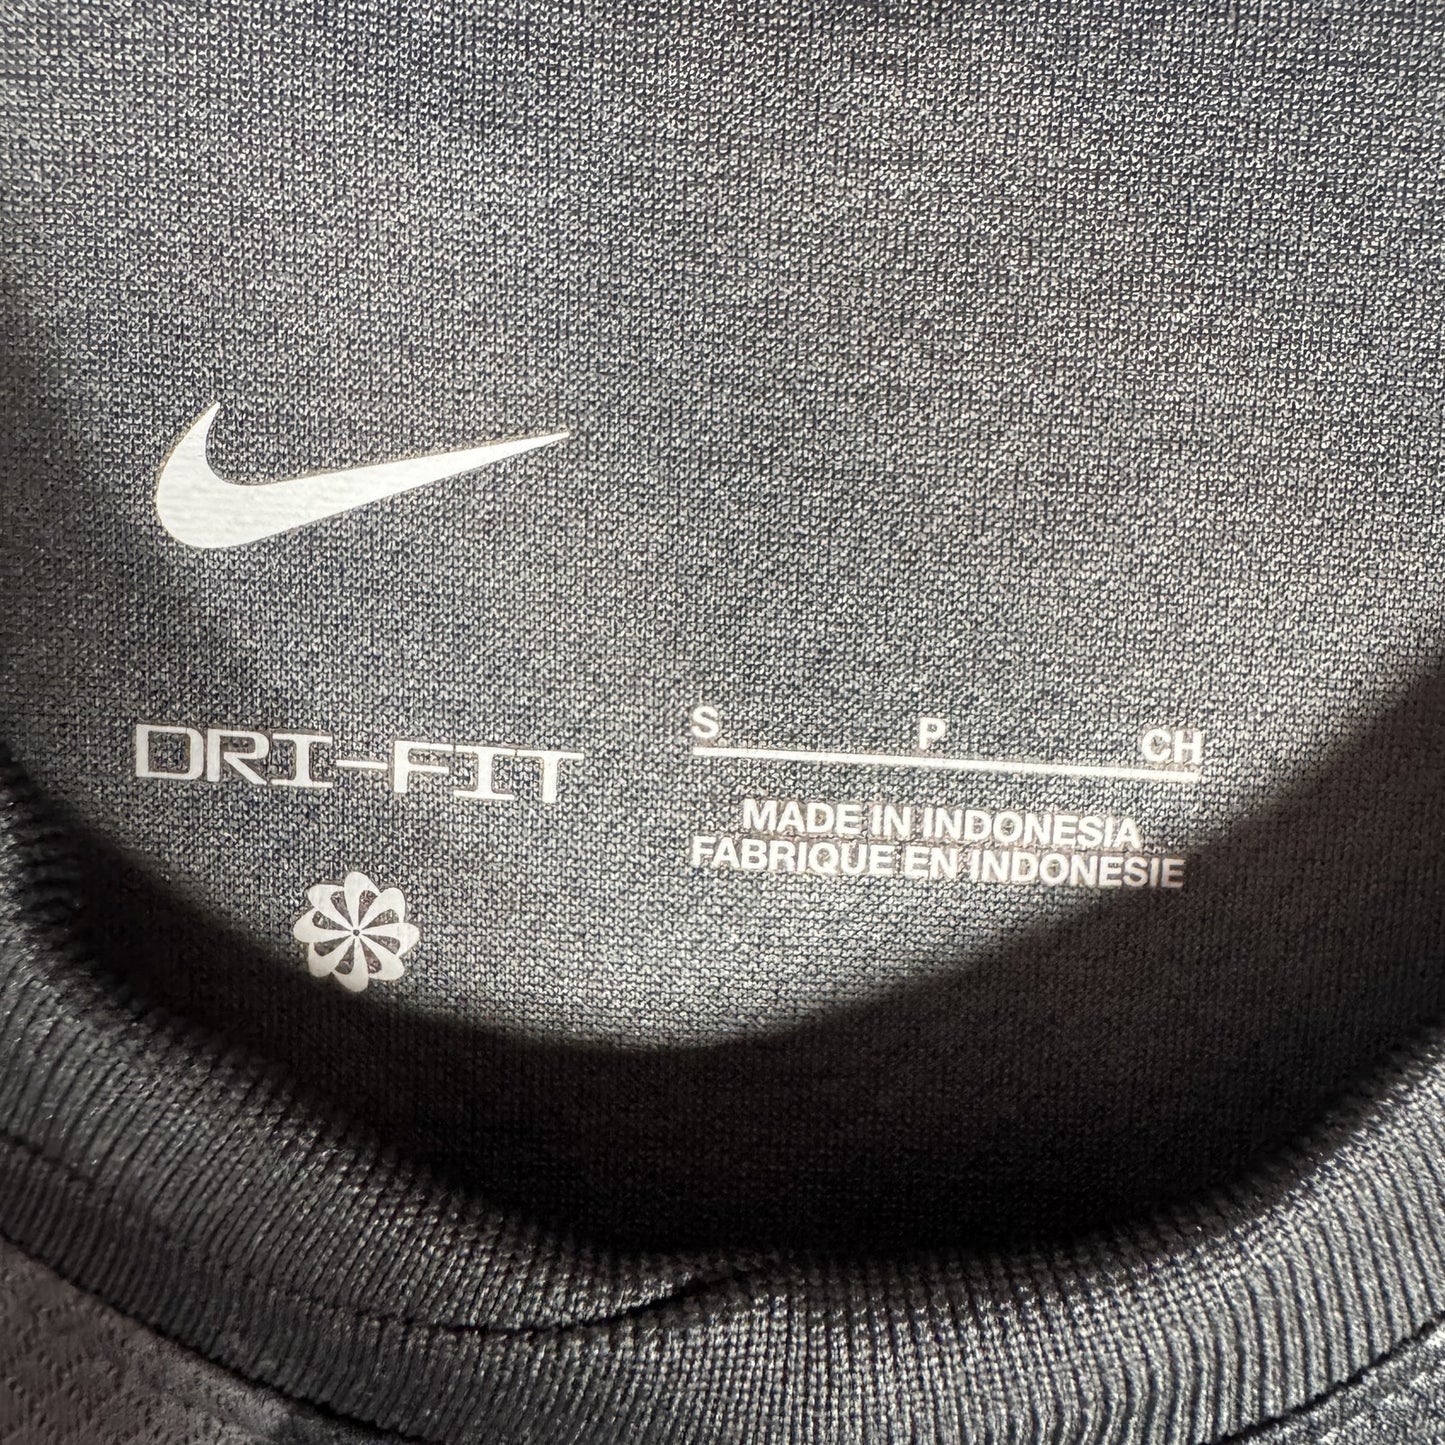 DRI-FIT
S P CH
MADE IN INDONESIA
FABRIQUE EN INDONESIE